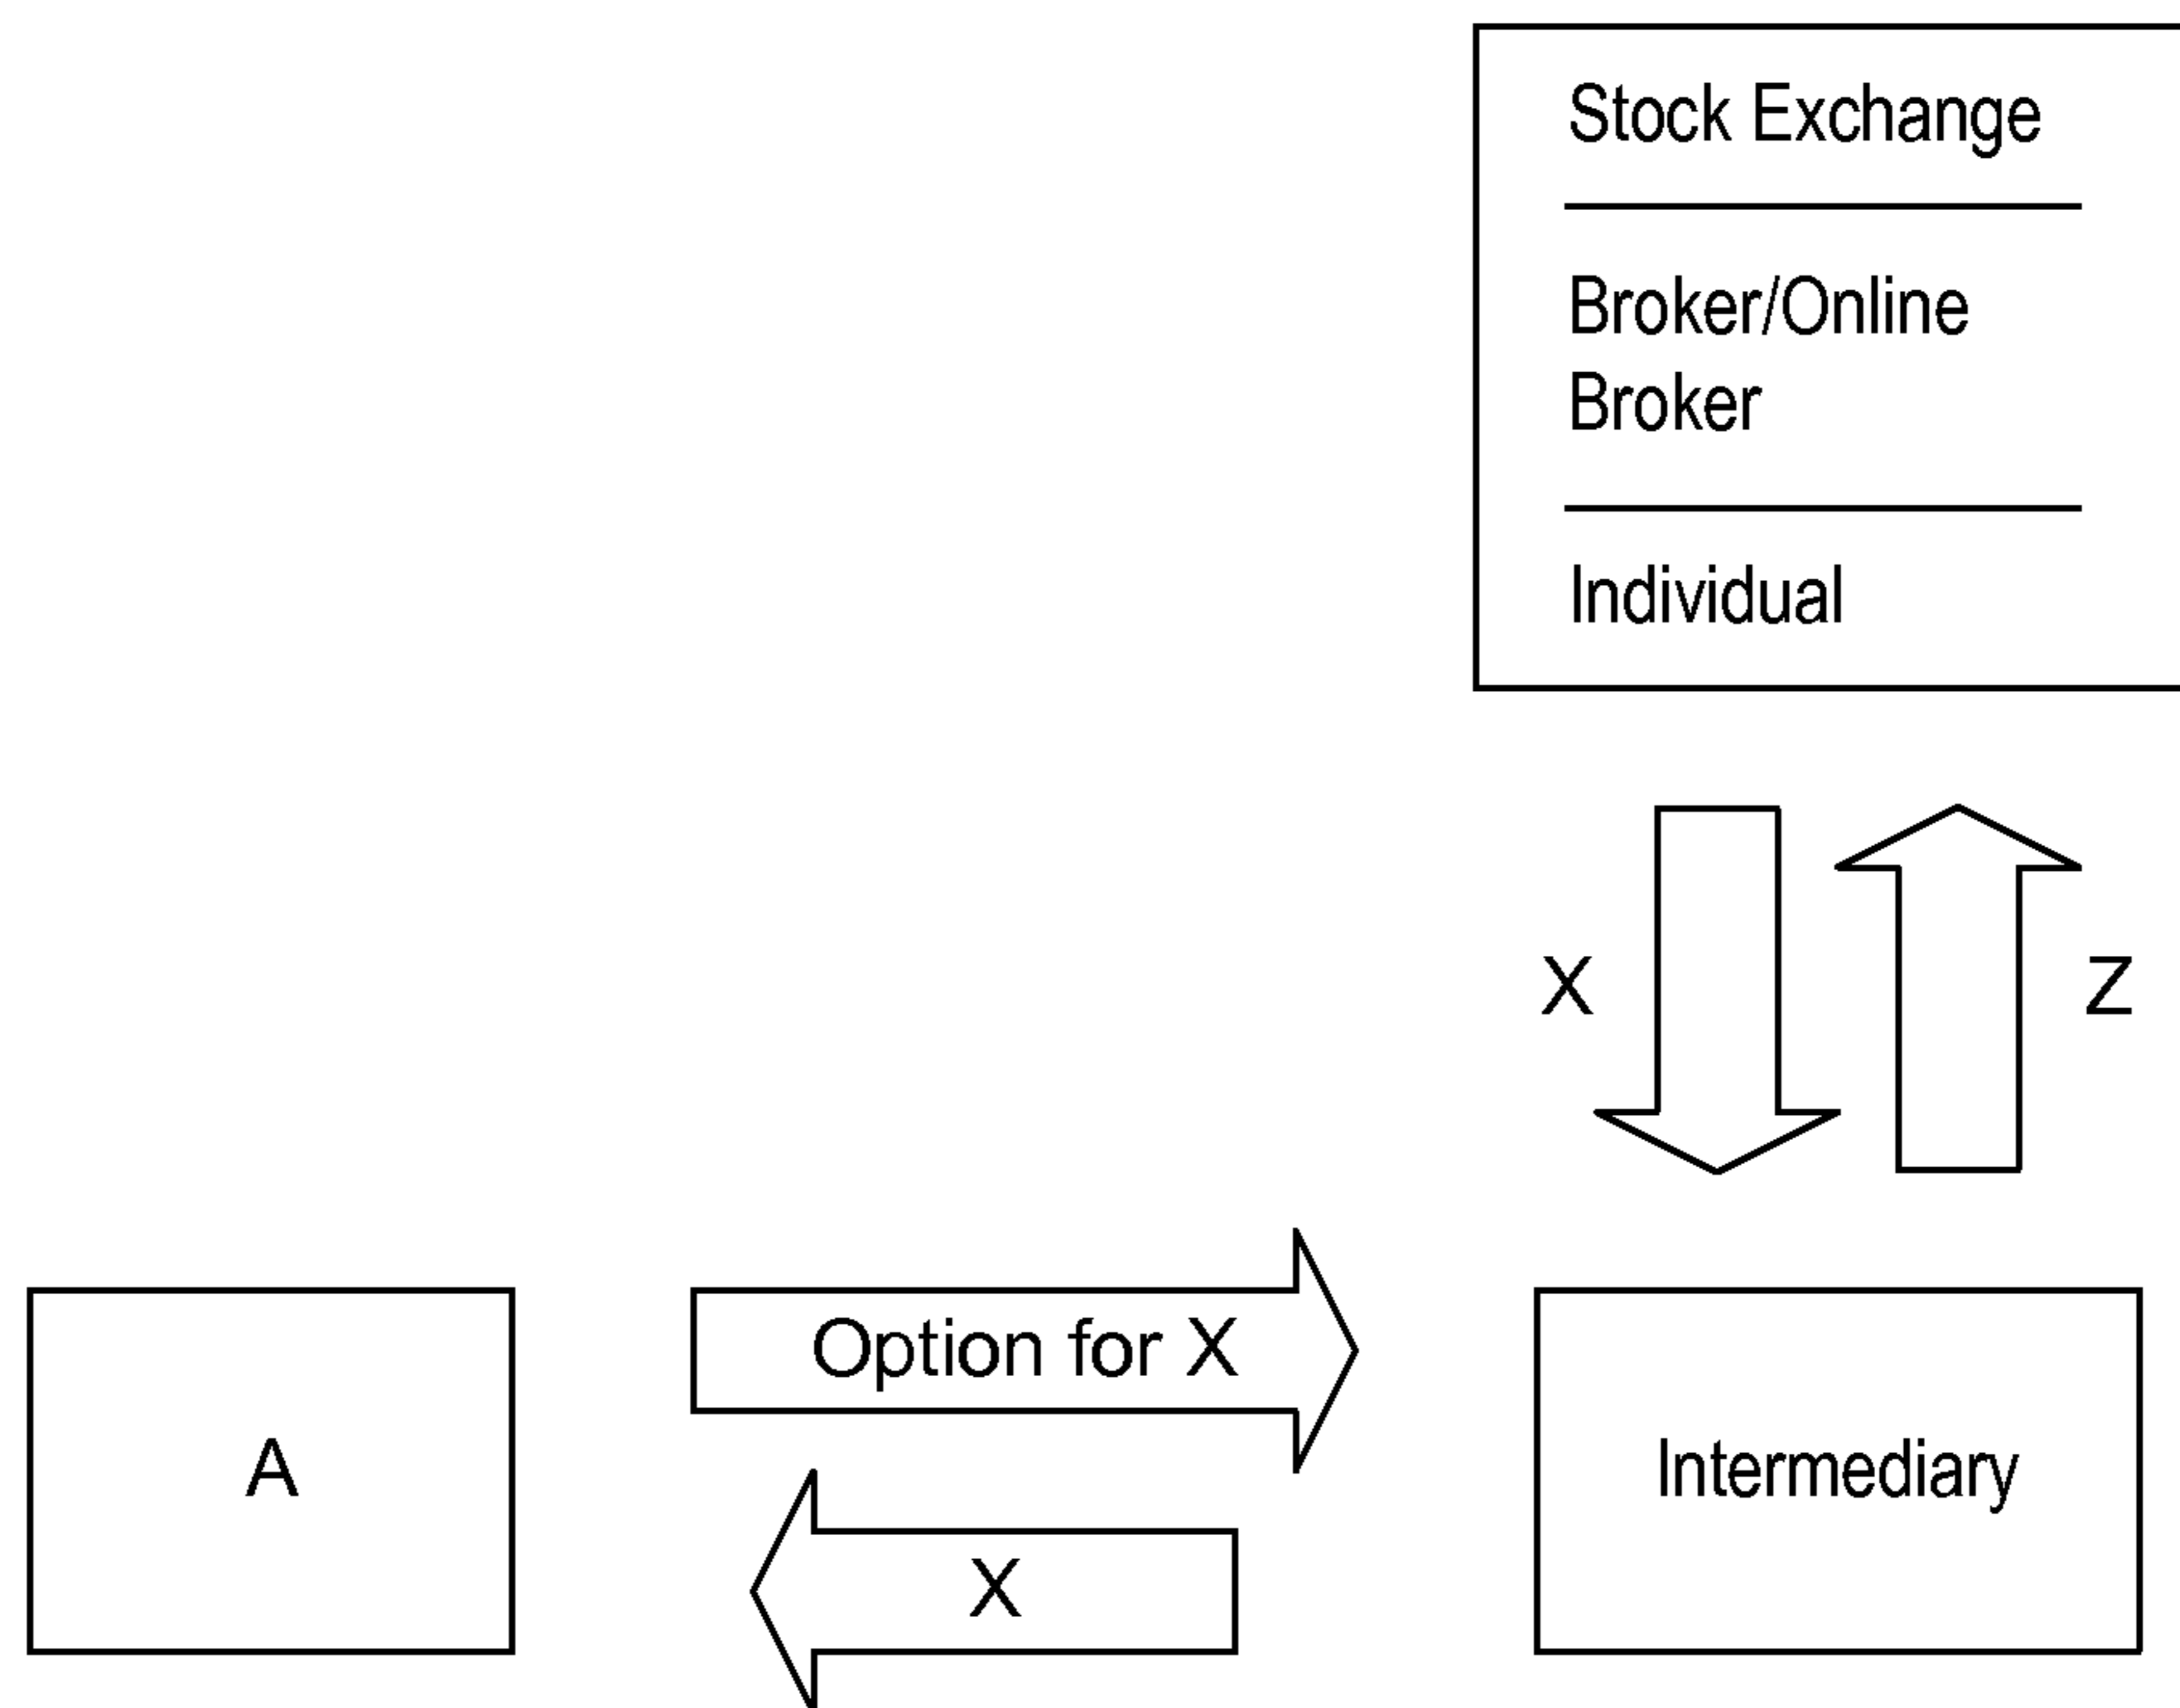 Stock Exchange
Broker/Online
Broker
Individual
X
Z
Option for X
A
Intermediary
X